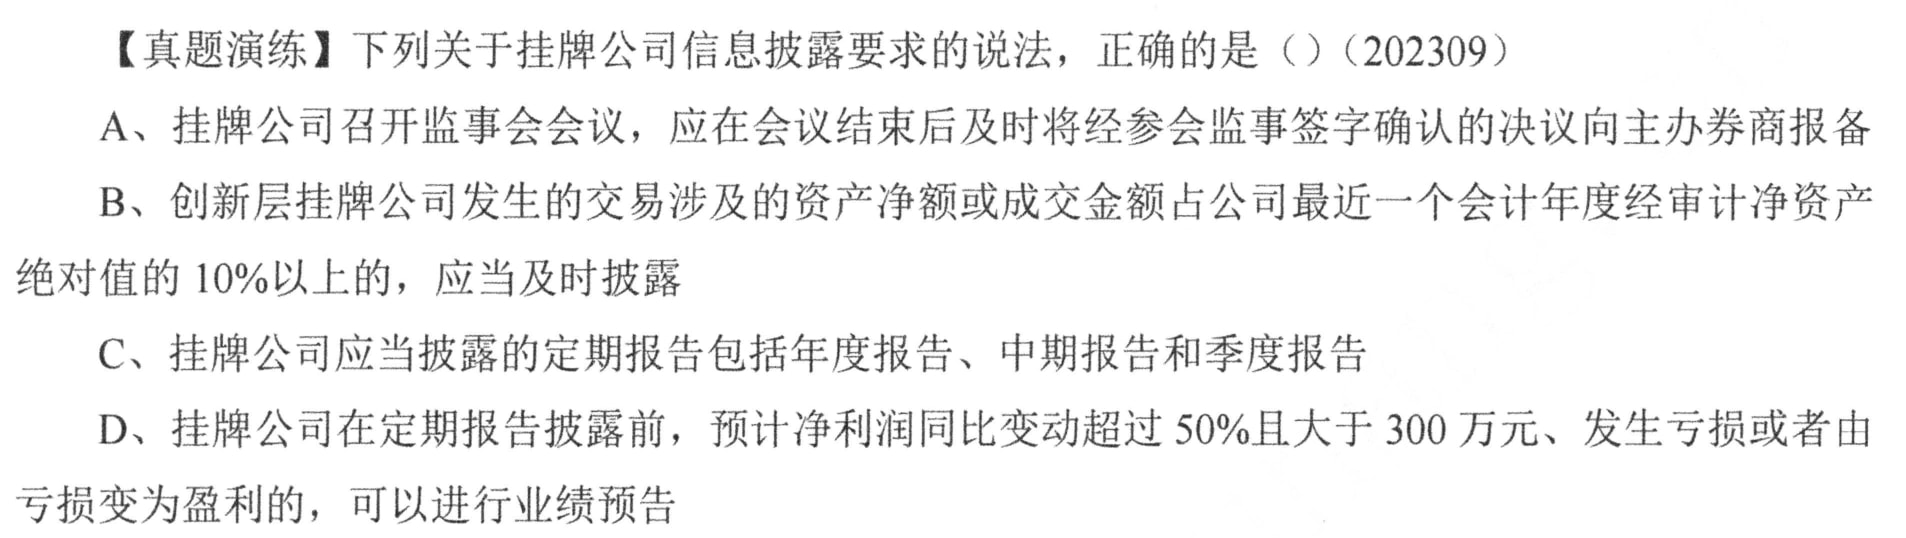 【真题演练】下列关于挂牌公司信息披露要求的说法，正确的是（）（202309）
A、挂牌公司召开监事会会议，应在会议结束后及时将经参会监事签字确认的决议向主办券商报备
B、创新层挂牌公司发生的交易涉及的资产净额或成交金额占公司最近一个会计年度经审计净资产
绝对值的 10%以上的，应当及时披露
C、挂牌公司应当披露的定期报告包括年度报告、中期报告和季度报告
D、挂牌公司在定期报告披露前，预计净利润同比变动超过 50%且大于 300 万元、发生亏损或者由
亏损变为盈利的，可以进行业绩预告